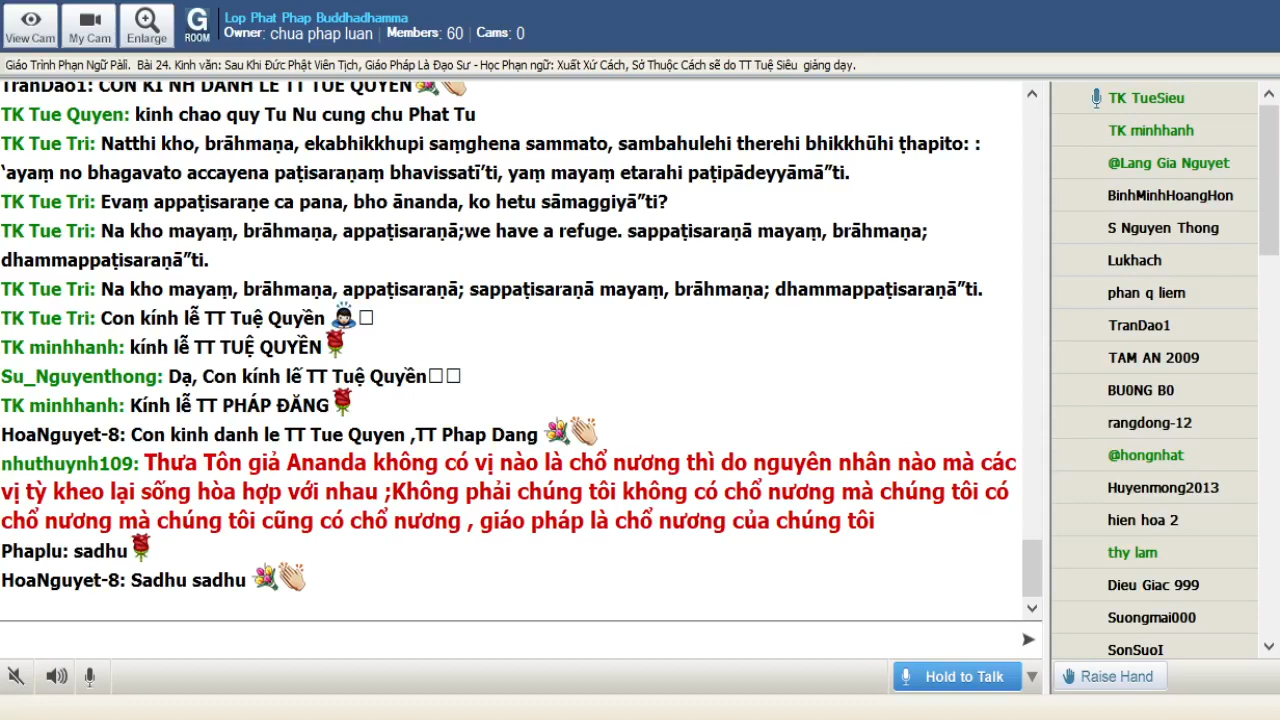 View Cam
My Cam
Enlarge
G
ROOM
Lop Phat Phap Buddhadhamma
Owner: chua phap luan
Members: 60
Cams: 0
Giáo Trình Phạn Ngữ Pāli. Bài 24. Kinh văn: Sau Khi Đức Phật Viên Tịch, Giáo Pháp Là Đạo Sư - Học Phạn ngữ: Xuất Xứ Cách, Sở Thuộc Cách sẽ do TT Tuệ Siêu giảng dạy.
TranDao1: CON KI NH DANH LE TT TUE QUYEN
TK Tue Quyen: kinh chao quy Tu Nu cung chu Phat Tu
TK Tue Tri: Natthi kho, brāhmaṇa, ekabhikkhupi saṃghena sammato, sambahulehi therehi bhikkhūhi ṭhapito: :
‘ayaṃ no bhagavato accayena paṭisaraṇaṃ bhavissatī’ti, yaṃ mayaṃ etarahi paṭipādeyyāmā”ti.
TK Tue Tri: Evaṃ appaṭisaraṇe ca pana, bho ānanda, ko hetu sāmaggiyā”ti?
TK Tue Tri: Na kho mayaṃ, brāhmaṇa, appaṭisaraṇā;we have a refuge. sappaṭisaraṇā mayaṃ, brāhmaṇa;
dhammappaṭisaraṇā”ti.
TK Tue Tri: Na kho mayaṃ, brāhmaṇa, appaṭisaraṇā; sappaṭisaraṇā mayaṃ, brāhmaṇa; dhammappaṭisaraṇā”ti.
TK Tue Tri: Con kính lễ TT Tuệ Quyền
TK minhhanh: kính lễ TT TUỆ QUYỀN
Su_Nguyenthong: Dạ, Con kính lễ TT Tuệ Quyền
TK minhhanh: Kính lễ TT PHÁP ĐĂNG
HoaNguyet-8: Con kinh danh le TT Tue Quyen ,TT Phap Dang
nhuthuynh109: Thưa Tôn giả Ananda không có vị nào là chổ nương thì do nguyên nhân nào mà các
vị tỳ kheo lại sống hòa hợp với nhau ;Không phải chúng tôi không có chổ nương mà chúng tôi có
chổ nương mà chúng tôi cũng có chổ nương , giáo pháp là chổ nương của chúng tôi
Phaplu: sadhu
HoaNguyet-8: Sadhu sadhu
Hold to Talk
TK TueSieu
TK minhhanh
@Lang Gia Nguyet
BinhMinhHoangHon
S Nguyen Thong
Lukhach
phan q liem
TranDao1
TAM AN 2009
BU0NG B0
rangdong-12
@hongnhat
Huyenmong2013
hien hoa 2
thy lam
Dieu Giac 999
Suongmai000
SonSuoI
Raise Hand